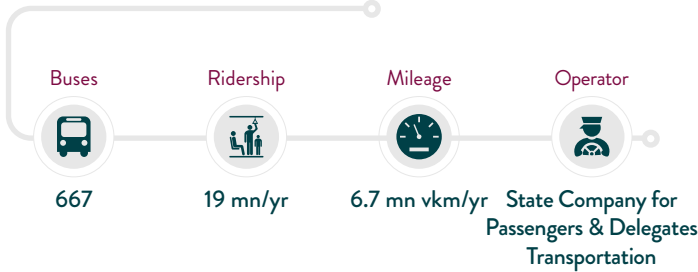 Buses
Ridership
Mileage
Operator
667
19 mn/yr
6.7 mn vkm/yr
State Company for
Passengers & Delegates
Transportation